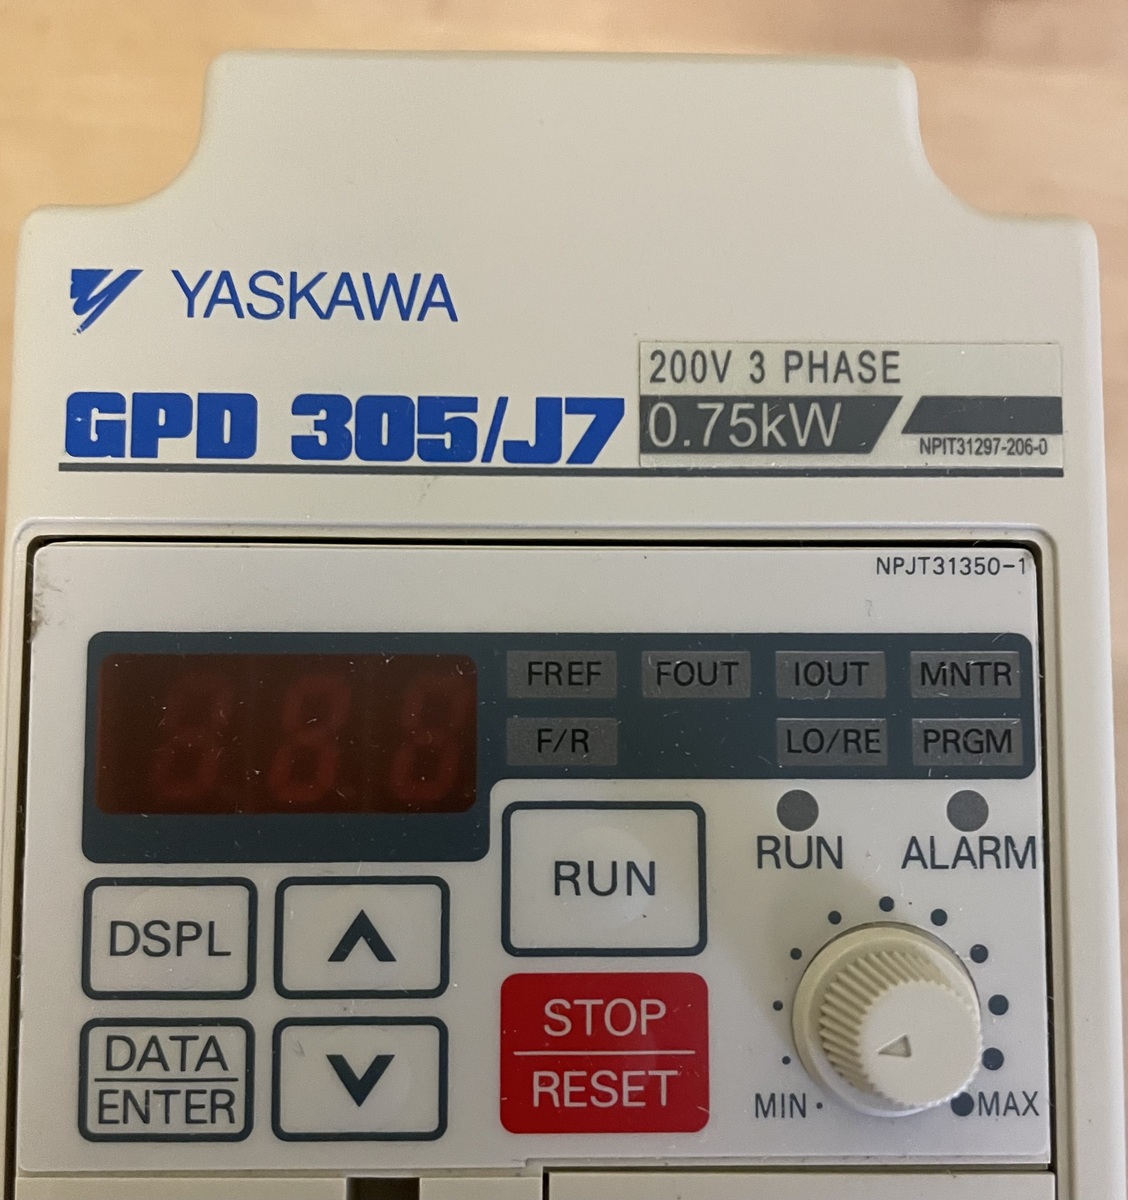 YASKAWA
GPD 305/J7
200V 3 PHASE
0.75kW
NPIT31297-206-0
NPJT31350-1
FREF FOUT IOUT MNTR
F/R LO/RE PRGM
RUN ALARM
RUN
DSPL
STOP
RESET
DATA
ENTER
MIN MAX